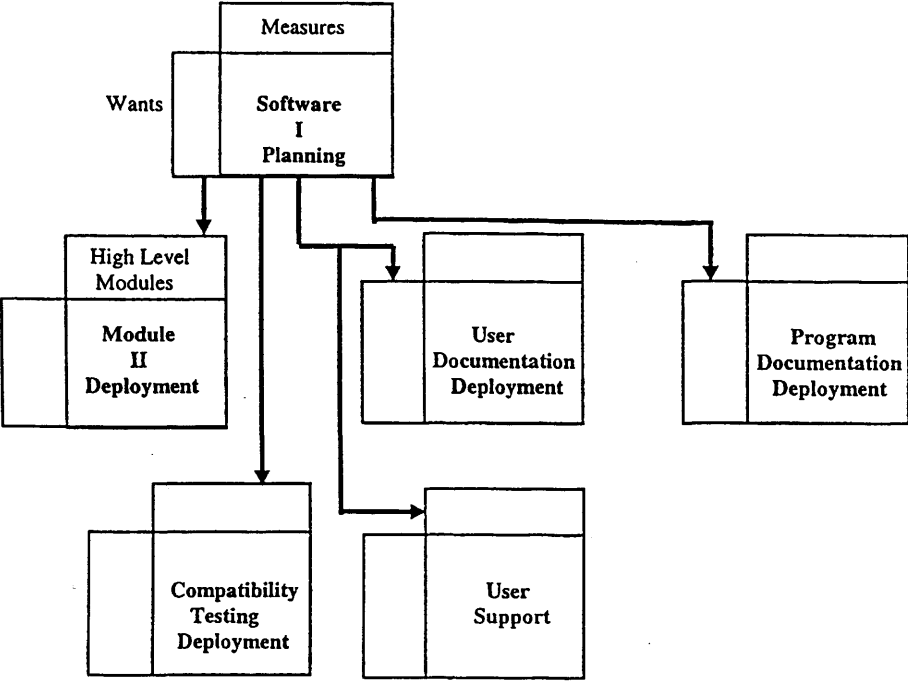 Measures
Wants
Software
I
Planning
High Level
Modules
Module
II
Deployment
User
Documentation
Deployment
Program
Documentation
Deployment
Compatibility
Testing
Deployment
User
Support